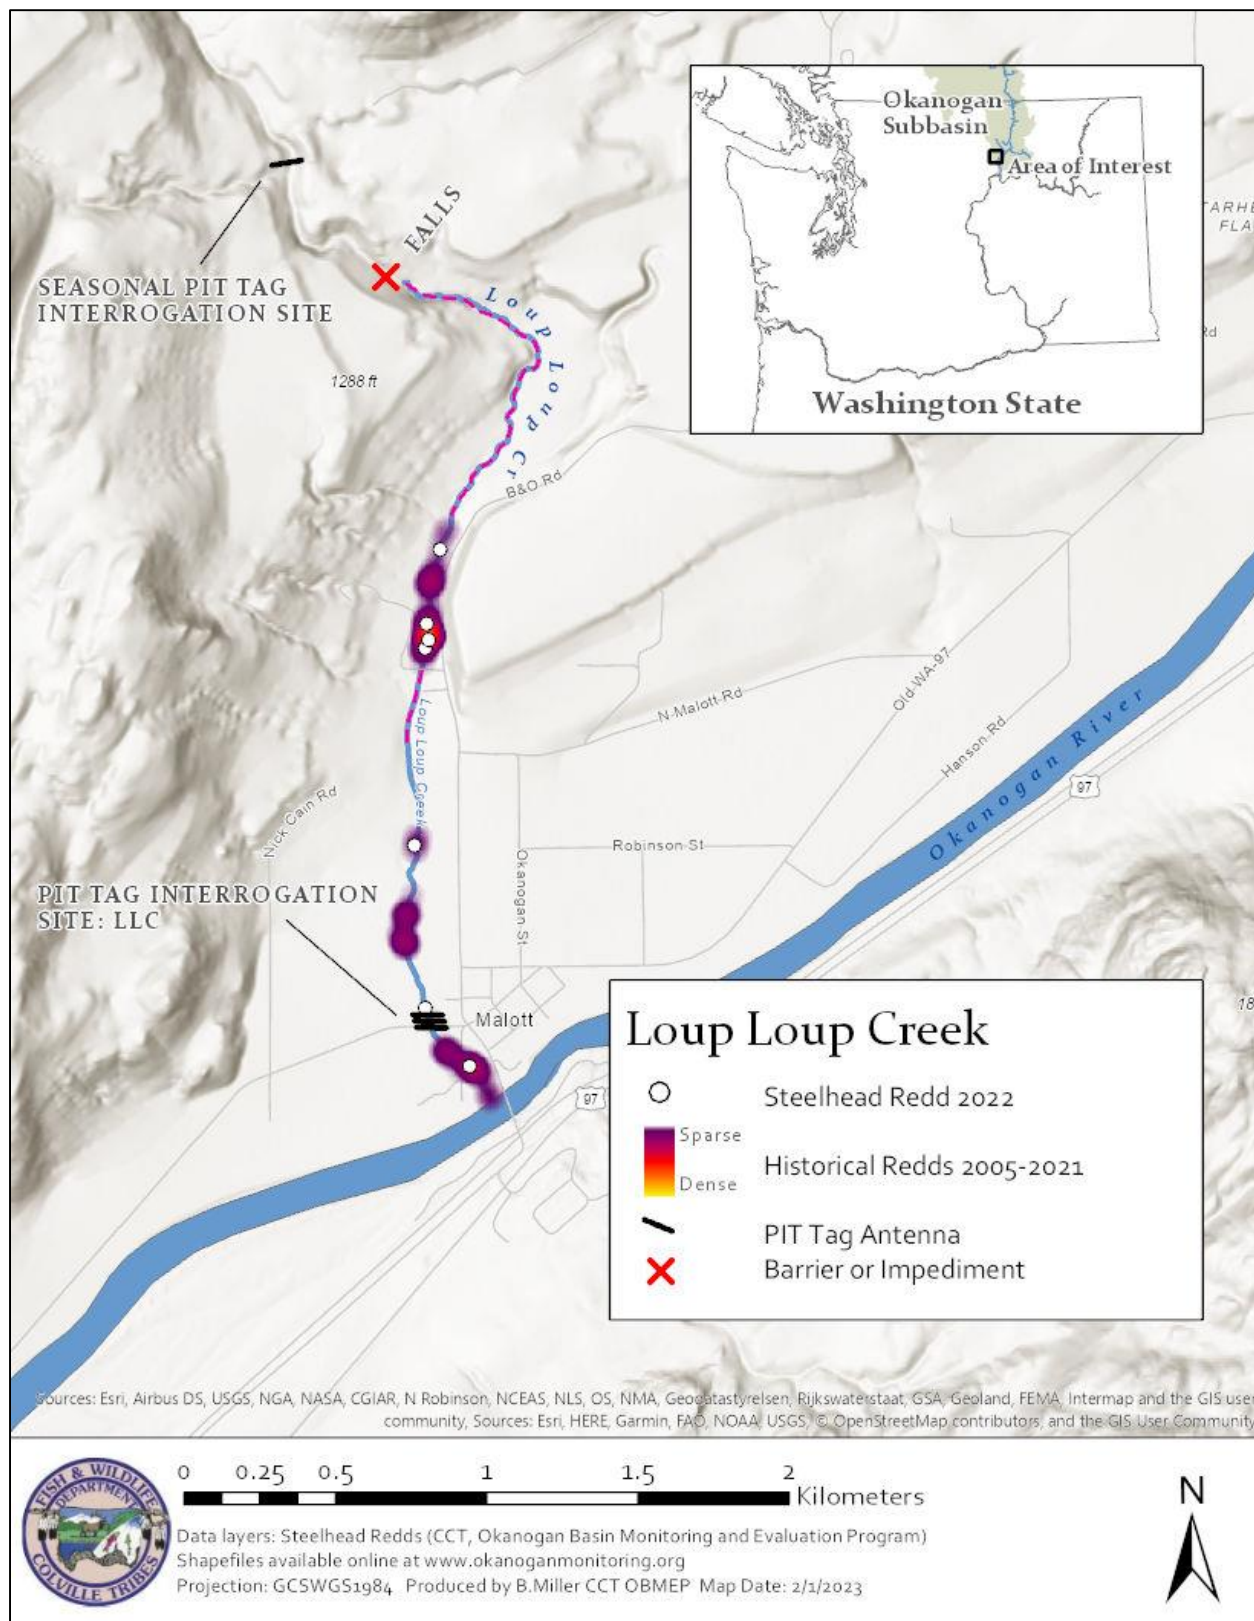 Okanogan
Subbasin
Area of Interest
Washington State
FALLS
SEASONAL PIT TAG
INTERROGATION SITE
Loup Loup Cr
1288 ft
B&O Rd
Loup Loup Creek
N Malott Rd
Old-WA-97
Hanson Rd
Okanogan River
97
Nick Cain Rd
Robinson St
Okanogan St
PIT TAG INTERROGATION
SITE: LLC
Malott
97
18
Rd
Loup Loup Creek
Steelhead Redd 2022
Sparse
Dense
Historical Redds 2005-2021
PIT Tag Antenna
Barrier or Impediment
Sources: Esri, Airbus DS, USGS, NGA, NASA, CGIAR, N Robinson, NCEAS, NLS, OS, NMA, Geodatastyrelsen, Rijkswaterstaat, GSA, Geoland, FEMA, Intermap and the GIS user
community, Sources: Esri, HERE, Garmin, FAO, NOAA, USGS, © OpenStreetMap contributors, and the GIS User Community
FISH & WILDLIFE
DEPARTMENT
COLVILLE TRIBES
0 0.25 0.5 1 1.5 2
Kilometers
Data layers: Steelhead Redds (CCT, Okanogan Basin Monitoring and Evaluation Program)
Shapefiles available online at www.okanoganmonitoring.org
Projection: GCSWGS1984 Produced by B.Miller CCT OBMEP Map Date: 2/1/2023
N